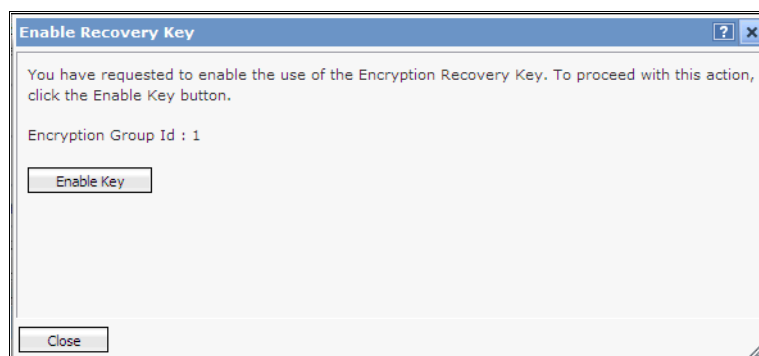 Enable Recovery Key
?
You have requested to enable the use of the Encryption Recovery Key. To proceed with this action,
click the Enable Key button.
Encryption Group Id : 1
Enable Key
Close